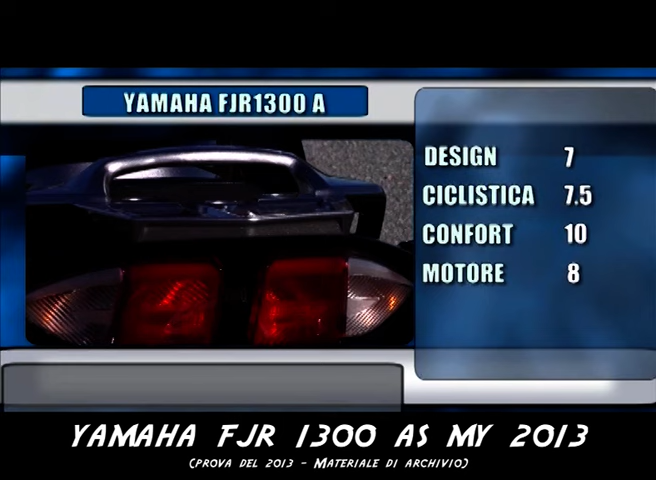 YAMAHA FJR1300 A
DESIGN 7
CICLISTICA 7.5
CONFORT 10
MOTORE 8
YAMAHA FJR 1300 AS MY 2013
(PROVA DEL 2013 - MATERIALE DI ARCHIVIO)